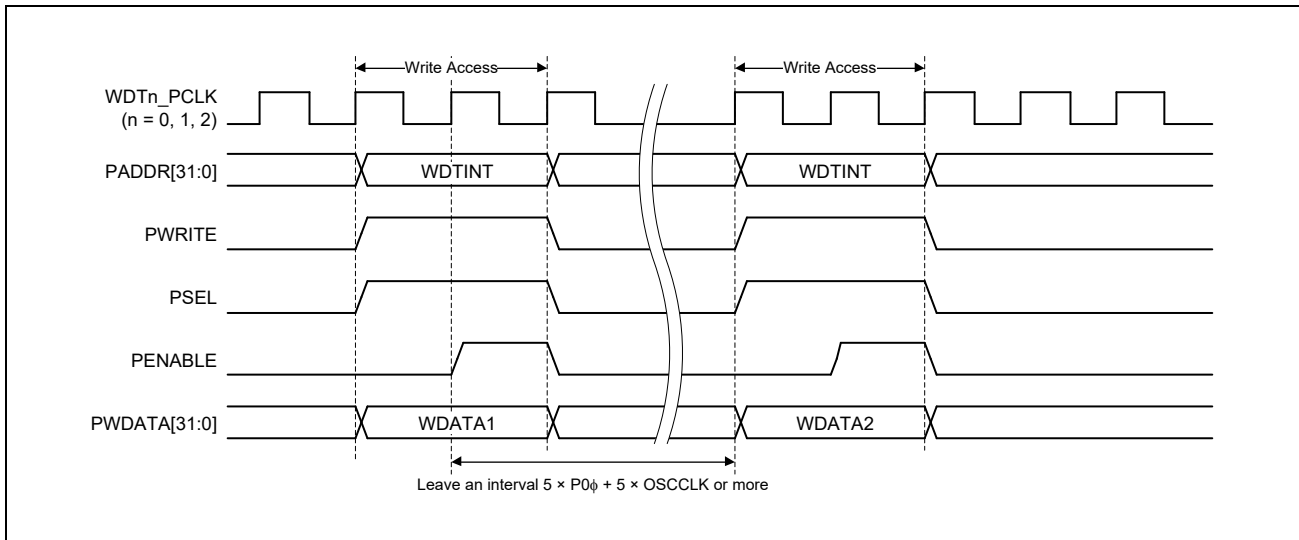 Write Access
Write Access
WDTn_PCLK
(n = 0, 1, 2)
PADDR[31:0]
WDTINT
WDTINT
PWRITE
PSEL
PENABLE
PWDATA[31:0]
WDATA1
WDATA2
Leave an interval 5 × P0ϕ + 5 × OSCCLK or more